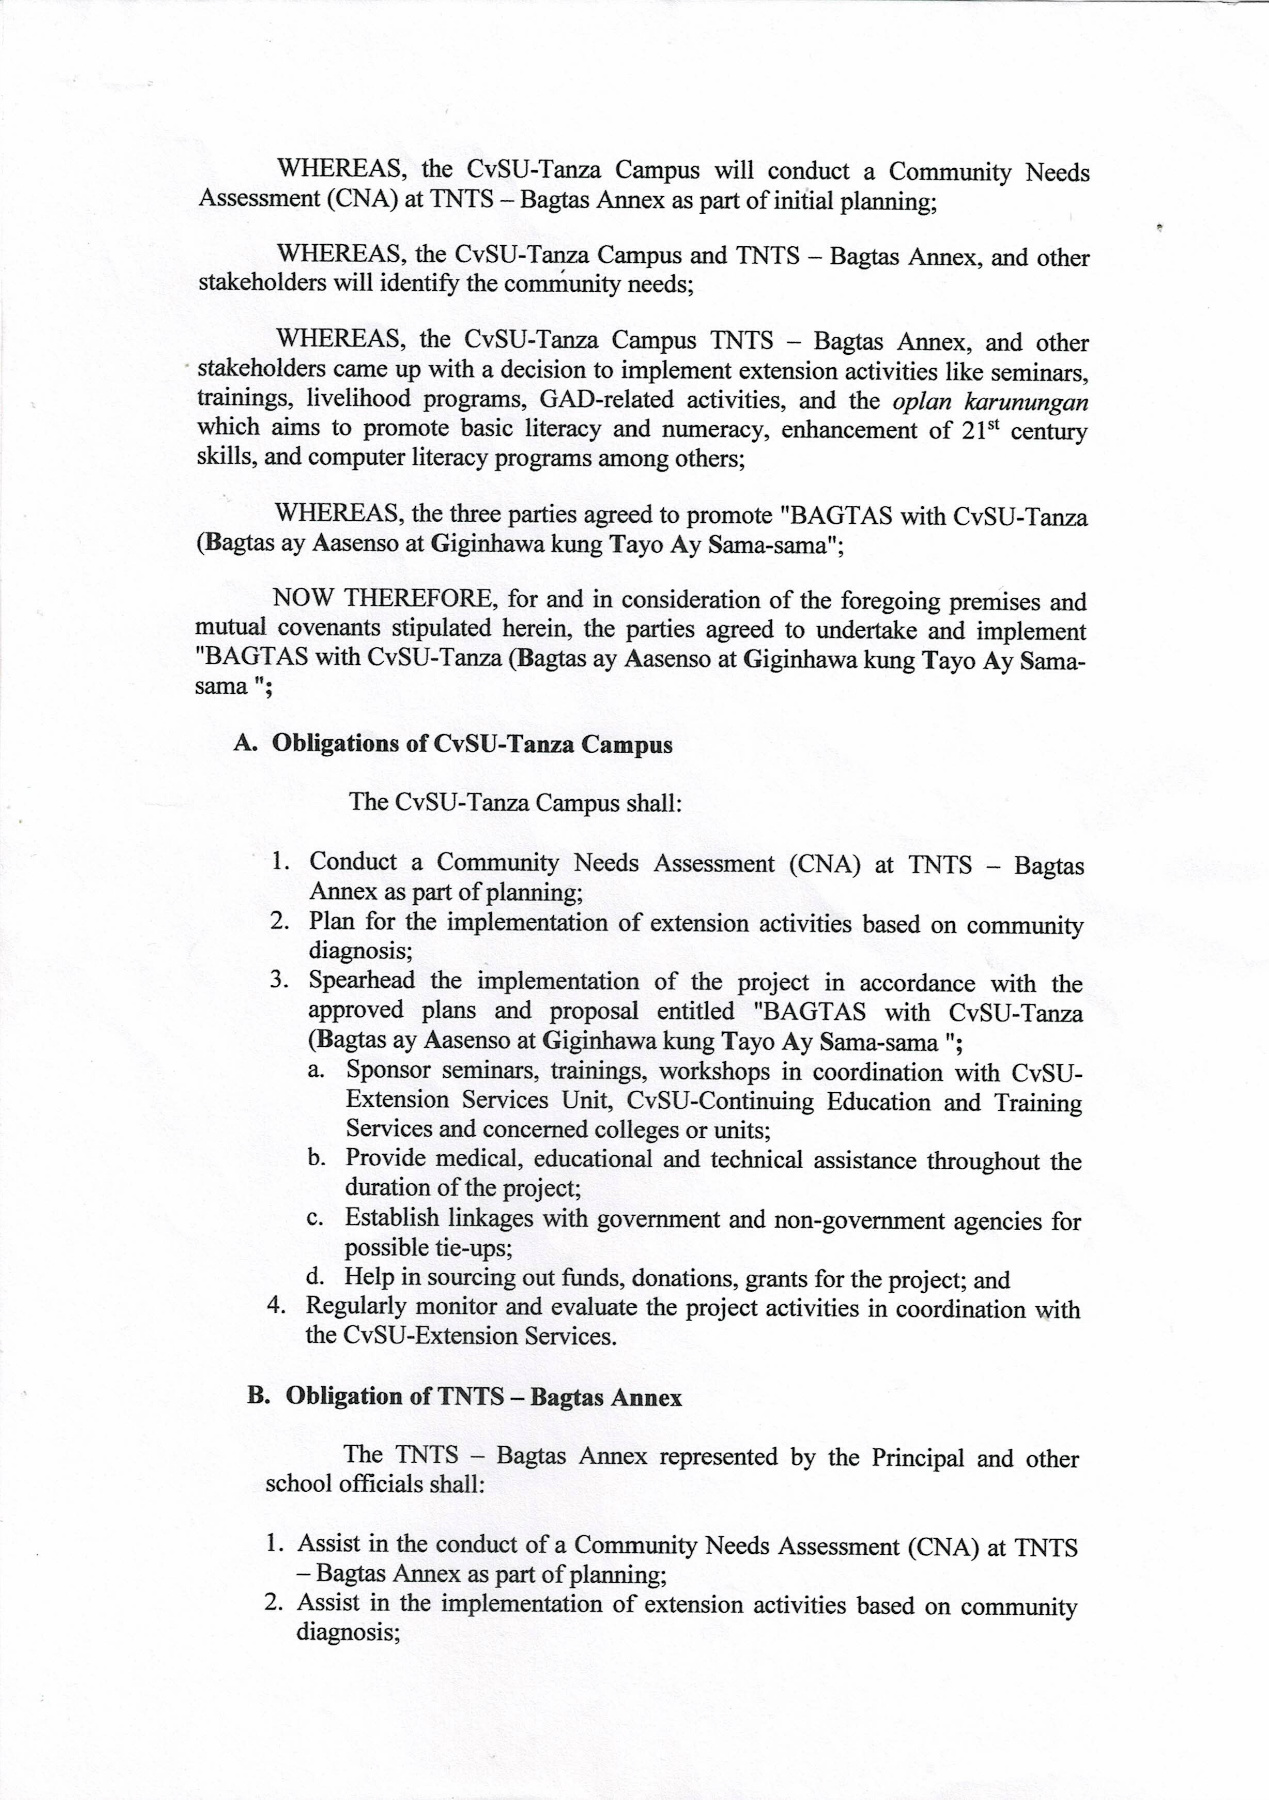 WHEREAS, the CvSU-Tanza Campus will conduct a Community Needs
Assessment (CNA) at TNTS – Bagtas Annex as part of initial planning;
WHEREAS, the CvSU-Tanza Campus and TNTS – Bagtas Annex, and other
stakeholders will identify the community needs;
WHEREAS, the CvSU-Tanza Campus TNTS – Bagtas Annex, and other
stakeholders came up with a decision to implement extension activities like seminars,
trainings, livelihood programs, GAD-related activities, and the oplan karunungan
which aims to promote basic literacy and numeracy, enhancement of 21st century
skills, and computer literacy programs among others;
WHEREAS, the three parties agreed to promote "BAGTAS with CvSU-Tanza
(Bagtas ay Aasenso at Giginhawa kung Tayo Ay Sama-sama";
NOW THEREFORE, for and in consideration of the foregoing premises and
mutual covenants stipulated herein, the parties agreed to undertake and implement
"BAGTAS with CvSU-Tanza (Bagtas ay Aasenso at Giginhawa kung Tayo Ay Sama-
sama ";
A. Obligations of CvSU-Tanza Campus
The CvSU-Tanza Campus shall:
1. Conduct a Community Needs Assessment (CNA) at TNTS – Bagtas
Annex as part of planning;
2. Plan for the implementation of extension activities based on community
diagnosis;
3. Spearhead the implementation of the project in accordance with the
approved plans and proposal entitled "BAGTAS with CvSU-Tanza
(Bagtas ay Aasenso at Giginhawa kung Tayo Ay Sama-sama ";
a. Sponsor seminars, trainings, workshops in coordination with CvSU-
Extension Services Unit, CvSU-Continuing Education and Training
Services and concerned colleges or units;
b. Provide medical, educational and technical assistance throughout the
duration of the project;
c. Establish linkages with government and non-government agencies for
possible tie-ups;
d. Help in sourcing out funds, donations, grants for the project; and
4. Regularly monitor and evaluate the project activities in coordination with
the CvSU-Extension Services.
B. Obligation of TNTS – Bagtas Annex
The TNTS – Bagtas Annex represented by the Principal and other
school officials shall:
1. Assist in the conduct of a Community Needs Assessment (CNA) at TNTS
– Bagtas Annex as part of planning;
2. Assist in the implementation of extension activities based on community
diagnosis;